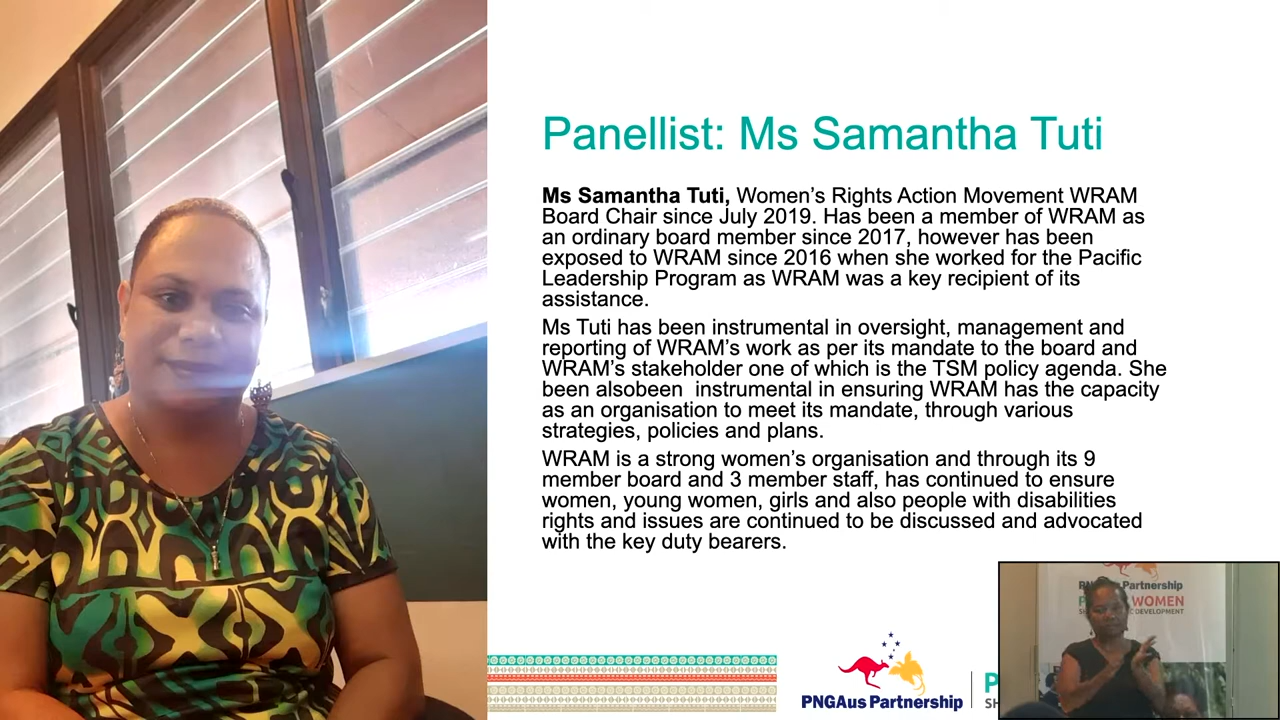 Panellist: Ms Samantha Tuti
Ms Samantha Tuti, Women’s Rights Action Movement WRAM
Board Chair since July 2019. Has been a member of WRAM as
an ordinary board member since 2017, however has been
exposed to WRAM since 2016 when she worked for the Pacific
Leadership Program as WRAM was a key recipient of its
assistance.
Ms Tuti has been instrumental in oversight, management and
reporting of WRAM’s work as per its mandate to the board and
WRAM’s stakeholder one of which is the TSM policy agenda. She
been alsobeen  instrumental in ensuring WRAM has the capacity
as an organisation to meet its mandate, through various
strategies, policies and plans.
WRAM is a strong women’s organisation and through its 9
member board and 3 member staff, has continued to ensure
women, young women, girls and also people with disabilities
rights and issues are continued to be discussed and advocated
with the key duty bearers.
Partnership
WOMEN
DEVELOPMENT
PNGAus Partnership
P
SH